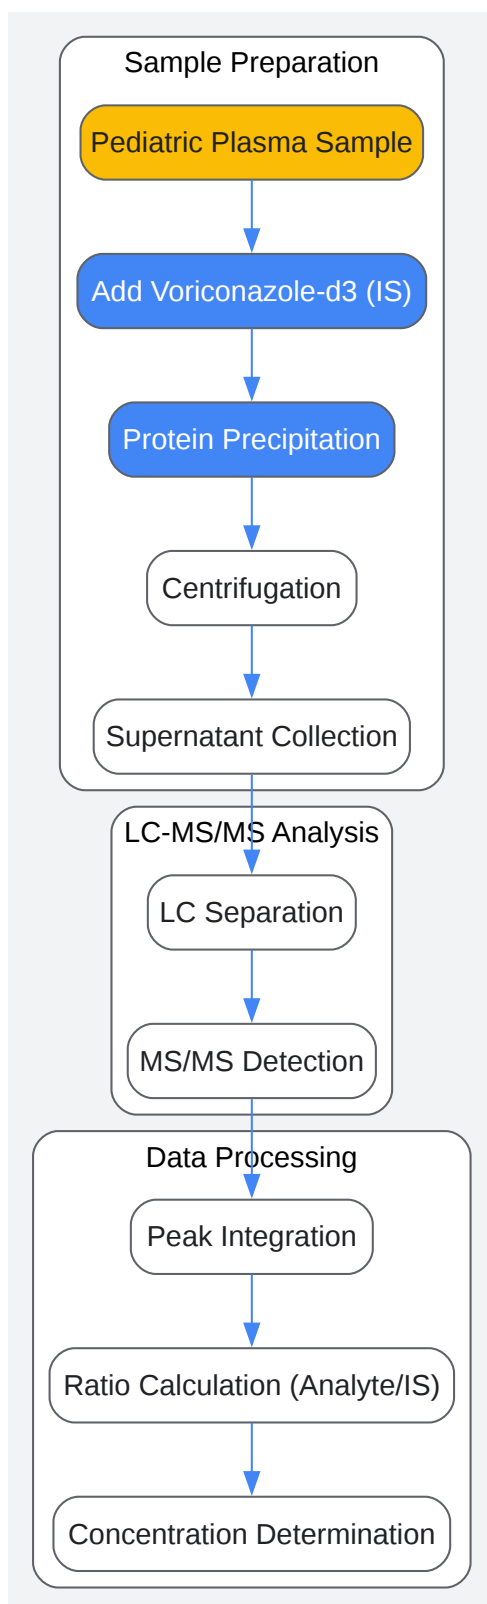 Sample Preparation
Pediatric Plasma Sample
Add Voriconazole-d3 (IS)
Protein Precipitation
Centrifugation
Supernatant Collection
LC-MS/MS Analysis
LC Separation
MS/MS Detection
Data Processing
Peak Integration
Ratio Calculation (Analyte/IS)
Concentration Determination